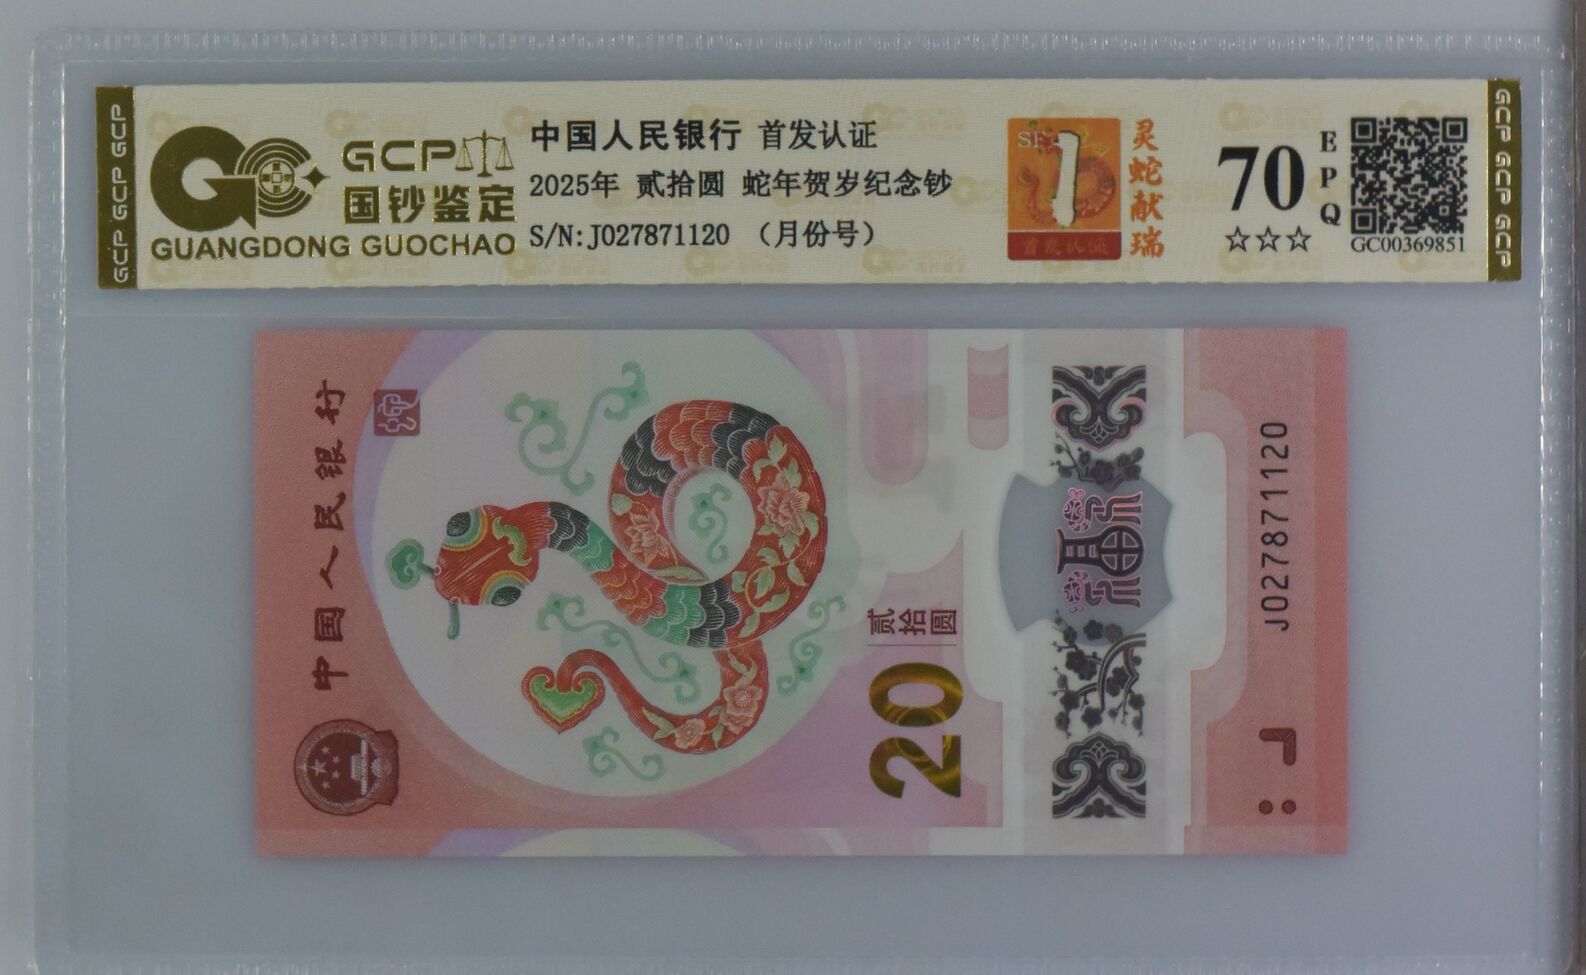 GCP GCP GCP
GCP
国钞鉴定
GUANGDONG GUOCHAO
中国人民银行 首发认证
2025年 贰拾圆 蛇年贺岁纪念钞
S/N:J027871120 （月份号）
1
首发认证
灵蛇献瑞
70
EPQ
☆☆☆
GC00369851
GCP GCP GCP
中国人民银行
蛇
贰拾圆
20
福
J027871120